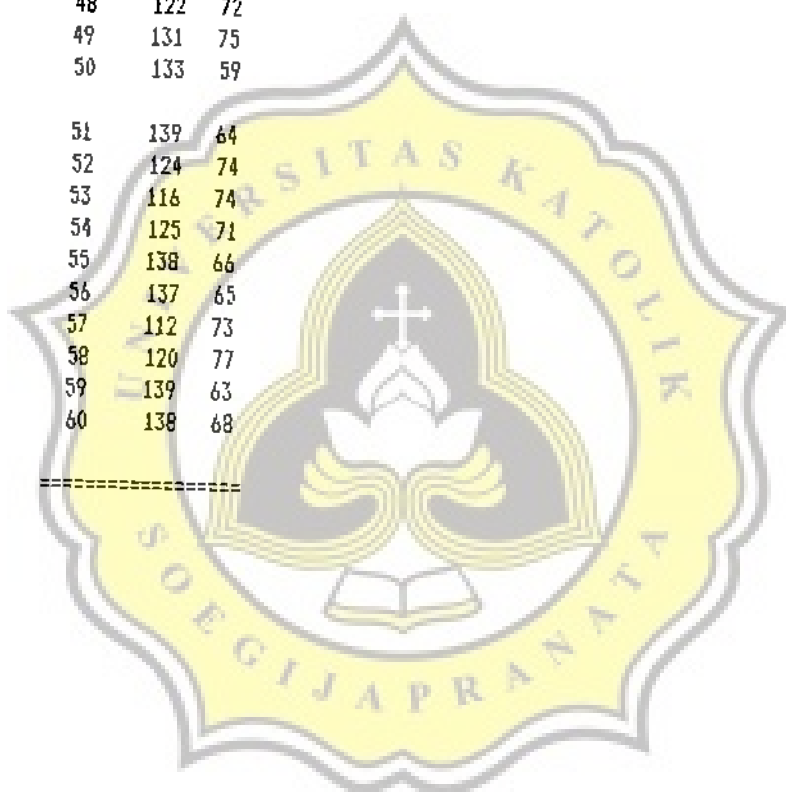 48 122 72
49 131 75
50 133 59
51 139 64
52 124 74
53 116 74
54 125 71
55 138 66
56 137 65
57 112 73
58 120 77
59 139 63
60 138 68
==================
UNIVERSITAS KATOLIK
SOEGIJAPRANATA